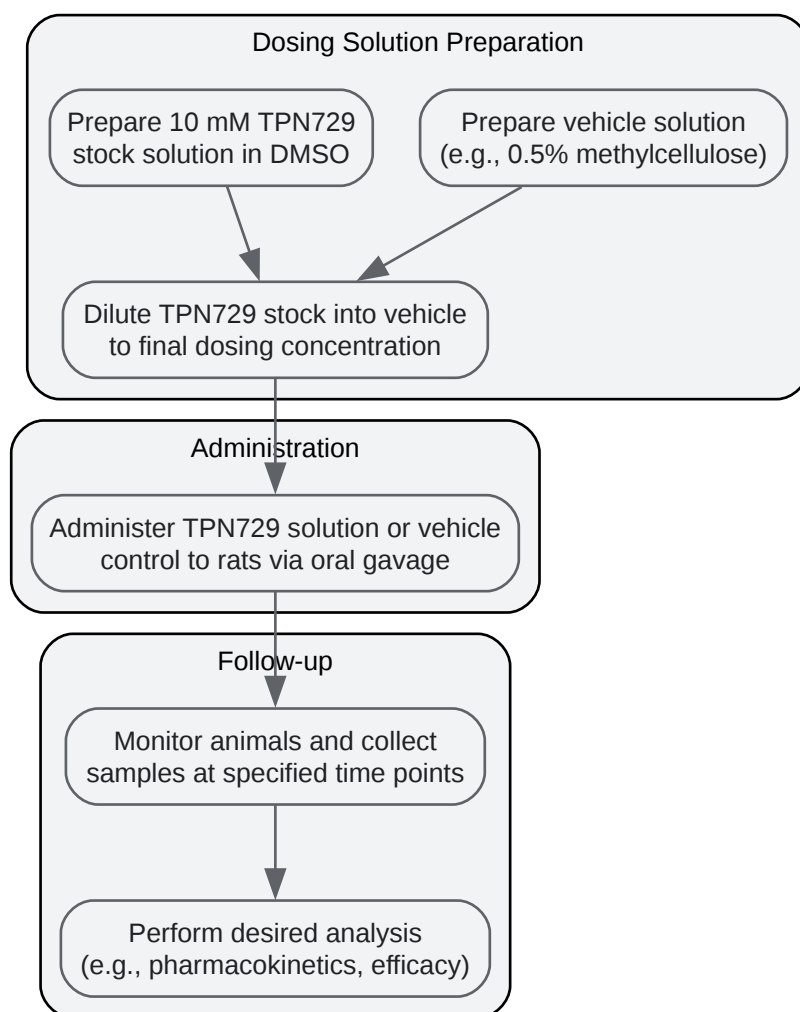 Dosing Solution Preparation
Prepare 10 mM TPN729
stock solution in DMSO
Prepare vehicle solution
(e.g., 0.5% methylcellulose)
Dilute TPN729 stock into vehicle
to final dosing concentration
Administration
Administer TPN729 solution or vehicle
control to rats via oral gavage
Follow-up
Monitor animals and collect
samples at specified time points
Perform desired analysis
(e.g., pharmacokinetics, efficacy)